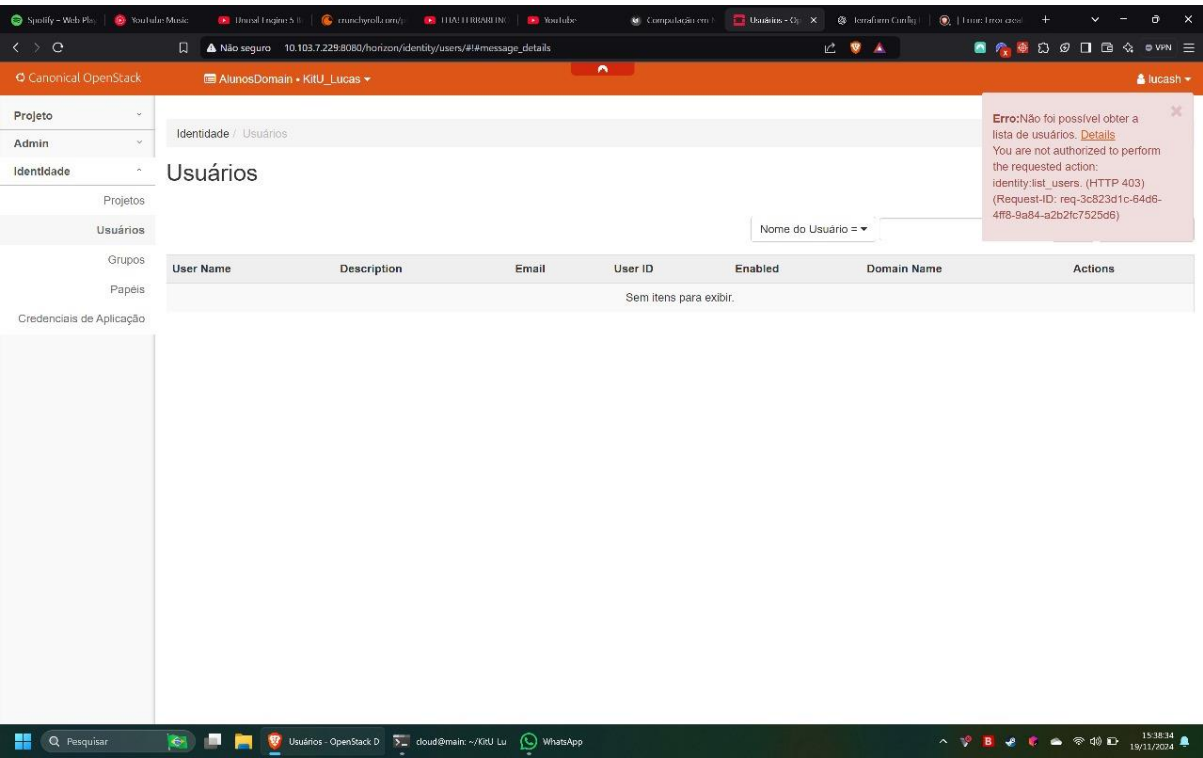 Spotify – Web Play
YouTube Music
Unreal Engine 5
crunchyroll.com/p
YouTube
Computação em
Usuários - Op
Terraform Config
Não seguro 10.103.7.229:8080/horizon/identity/users/#!#message_details
VPN
Canonical OpenStack
AlunosDomain • KitU_Lucas
lucash
Projeto
Admin
Identidade
Projetos
Usuários
Grupos
Papéis
Credenciais de Aplicação
Identidade / Usuários
Usuários
Erro:Não foi possível obter a
lista de usuários. Details
You are not authorized to perform
the requested action:
identity:list_users. (HTTP 403)
(Request-ID: req-3c823d1c-64d6-
4ff8-9a84-a2b2fc7525d6)
Nome do Usuário =
User Name Description Email User ID Enabled Domain Name Actions
Sem itens para exibir.
Pesquisar
Usuários - OpenStack D
cloud@main: ~/KitU Lu
WhatsApp
15:38:34
19/11/2024